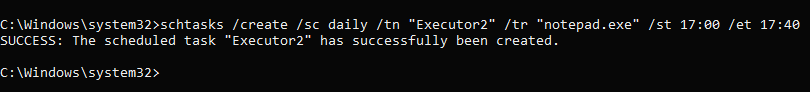 C:\Windows\system32>schtasks /create /sc daily /tn "Executor2" /tr "notepad.exe" /st 17:00 /et 17:40
SUCCESS: The scheduled task "Executor2" has successfully been created.
C:\Windows\system32>